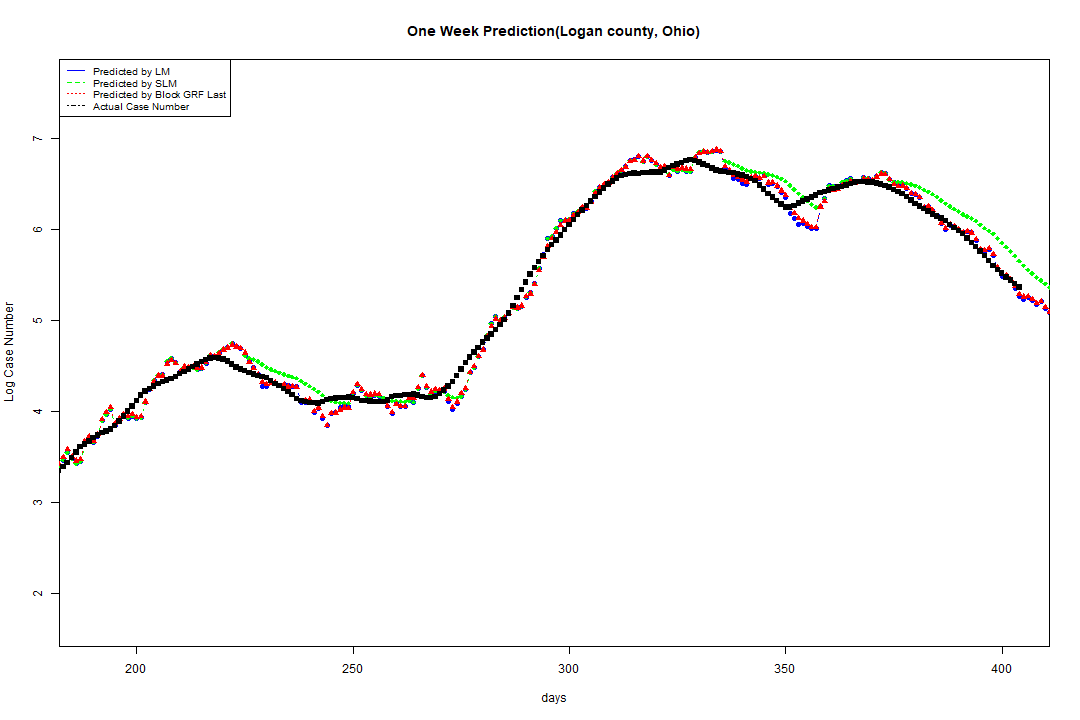 One Week Prediction(Logan county, Ohio)
Predicted by LM
Predicted by SLM
Predicted by Block GRF Last
Actual Case Number
7
6
5
4
3
2
Log Case Number
200 250 300 350 400
days